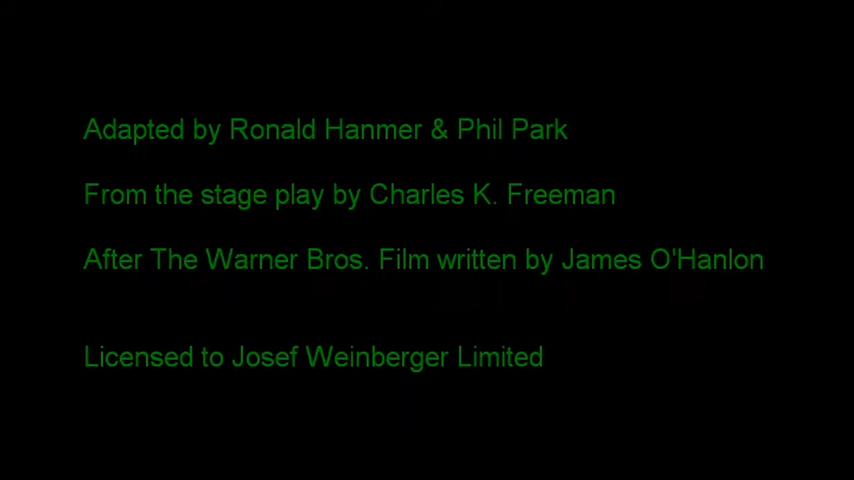 Adapted by Ronald Hanmer & Phil Park
From the stage play by Charles K. Freeman
After The Warner Bros. Film written by James O'Hanlon
Licensed to Josef Weinberger Limited